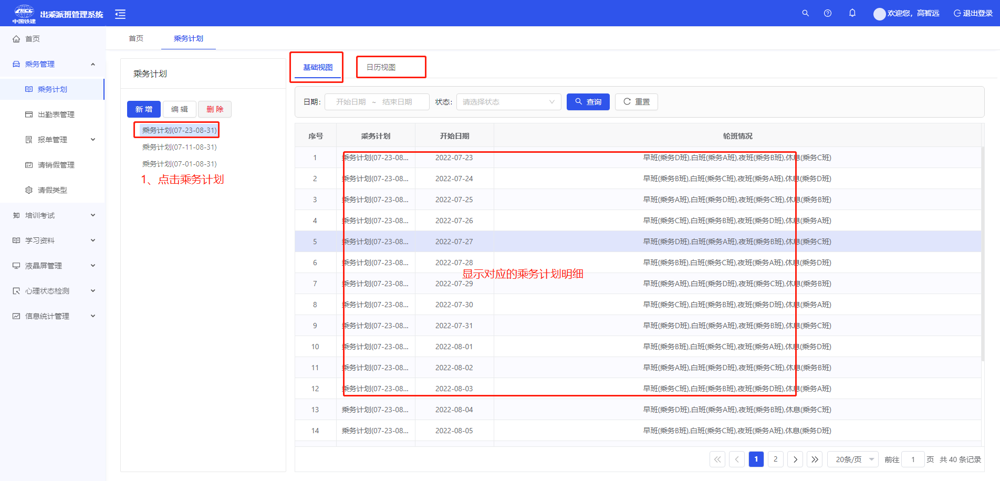 CRCC
中国铁建
出乘派班管理系统
欢迎您，高智远
退出登录
首页
乘务管理
乘务计划
出勤表管理
报单管理
请销假管理
请假类型
知 培训考试
学习资料
液晶屏管理
心理状态检测
信息统计管理
首页 乘务计划
乘务计划
新 增 编 辑 删 除
乘务计划(07-23-08-31)
乘务计划(07-11-08-31)
乘务计划(07-01-08-31)
1、点击乘务计划
基础视图 日历视图
日期: 开始日期 ~ 结束日期 状态: 请选择状态 查询 重置
序号 乘务计划 开始日期 轮班情况
1 乘务计划(07-23-08... 2022-07-23 早班(乘务D班),白班(乘务A班),夜班(乘务B班),休息(乘务C班)
2 乘务计划(07-23-08... 2022-07-24 早班(乘务B班),白班(乘务C班),夜班(乘务A班),休息(乘务D班)
3 乘务计划(07-23-08... 2022-07-25 早班(乘务A班),白班(乘务D班),夜班(乘务C班),休息(乘务B班)
4 乘务计划(07-23-08... 2022-07-26 早班(乘务C班),白班(乘务B班),夜班(乘务D班),休息(乘务A班)
5 乘务计划(07-23-08... 2022-07-27 早班(乘务D班),白班(乘务A班),夜班(乘务B班),休息(乘务C班)
6 乘务计划(07-23-08... 2022-07-28 早班(乘务B班),白班(乘务C班),夜班(乘务A班),休息(乘务D班)
显示对应的乘务计划明细
7 乘务计划(07-23-08... 2022-07-29 早班(乘务A班),白班(乘务D班),夜班(乘务C班),休息(乘务B班)
8 乘务计划(07-23-08... 2022-07-30 早班(乘务C班),白班(乘务B班),夜班(乘务D班),休息(乘务A班)
9 乘务计划(07-23-08... 2022-07-31 早班(乘务D班),白班(乘务A班),夜班(乘务B班),休息(乘务C班)
10 乘务计划(07-23-08... 2022-08-01 早班(乘务B班),白班(乘务C班),夜班(乘务A班),休息(乘务D班)
11 乘务计划(07-23-08... 2022-08-02 早班(乘务A班),白班(乘务D班),夜班(乘务C班),休息(乘务B班)
12 乘务计划(07-23-08... 2022-08-03 早班(乘务C班),白班(乘务B班),夜班(乘务D班),休息(乘务A班)
13 乘务计划(07-23-08... 2022-08-04 早班(乘务D班),白班(乘务A班),夜班(乘务B班),休息(乘务C班)
14 乘务计划(07-23-08... 2022-08-05 早班(乘务B班),白班(乘务C班),夜班(乘务A班),休息(乘务D班)
1 2 20条/页 前往 1 页 共 40 条记录